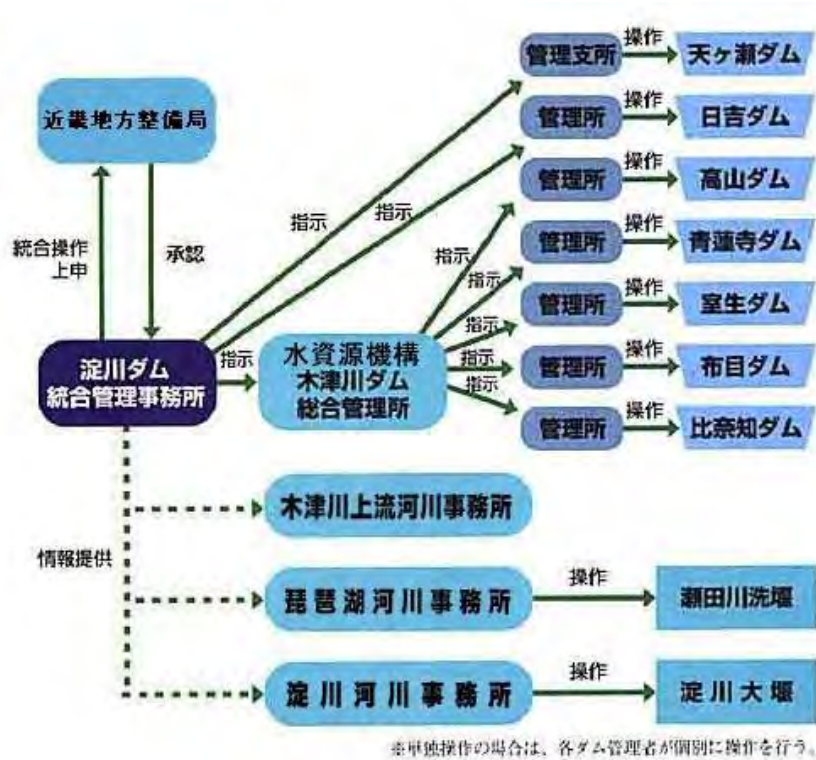 管理支所
操作
天ヶ瀬ダム
近畿地方整備局
管理所
操作
日吉ダム
管理所
操作
高山ダム
指示
指示
管理所
操作
青蓮寺ダム
統合操作
上申
承認
指示
指示
管理所
操作
室生ダム
淀川ダム
統合管理事務所
指示
水資源機構
木津川ダム
総合管理所
指示
指示
指示
管理所
操作
布目ダム
管理所
操作
比奈知ダム
木津川上流河川事務所
情報提供
琵琶湖河川事務所
操作
瀬田川洗堰
淀川河川事務所
操作
淀川大堰
※単独操作の場合は、各ダム管理者が個別に操作を行う。